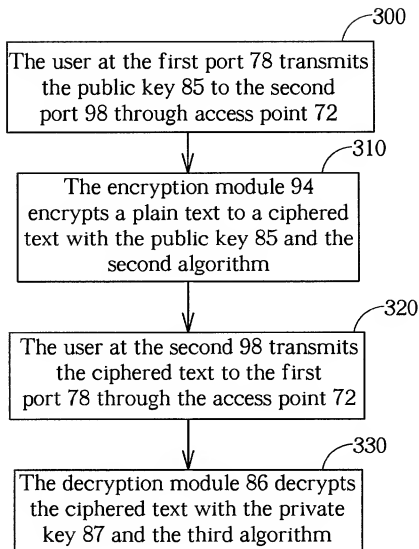 300
The user at the first port 78 transmits
the public key 85 to the second
port 98 through access point 72
310
The encryption module 94
encrypts a plain text to a ciphered
text with the public key 85 and the
second algorithm
320
The user at the second 98 transmits
the ciphered text to the first
port 78 through the access point 72
330
The decryption module 86 decrypts
the ciphered text with the private
key 87 and the third algorithm